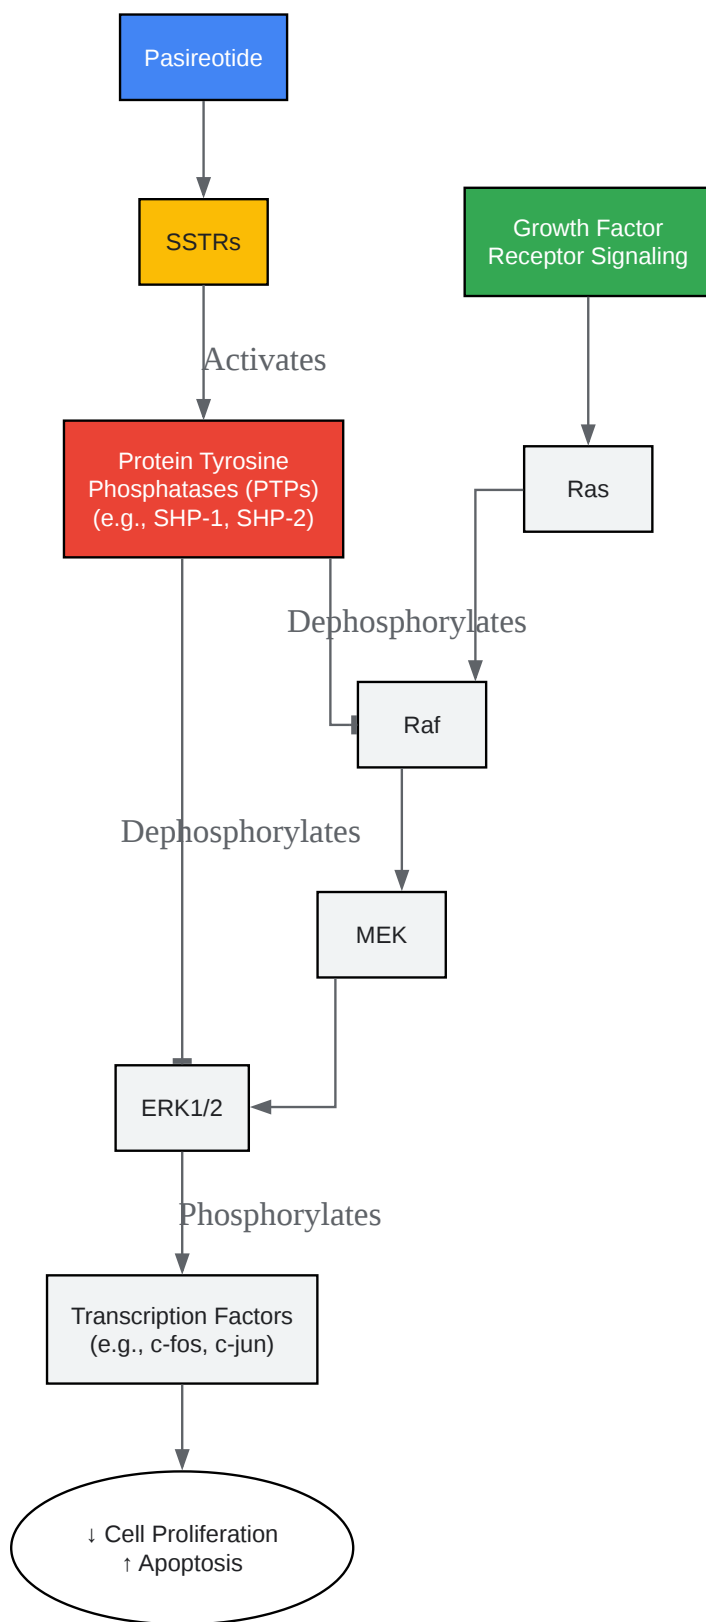 Pasireotide
SSTRs
Growth Factor
Receptor Signaling
Activates
Protein Tyrosine
Phosphatases (PTPs)
(e.g., SHP-1, SHP-2)
Ras
Dephosphorylates
Raf
Dephosphorylates
MEK
ERK1/2
Phosphorylates
Transcription Factors
(e.g., c-fos, c-jun)
↓ Cell Proliferation
↑ Apoptosis